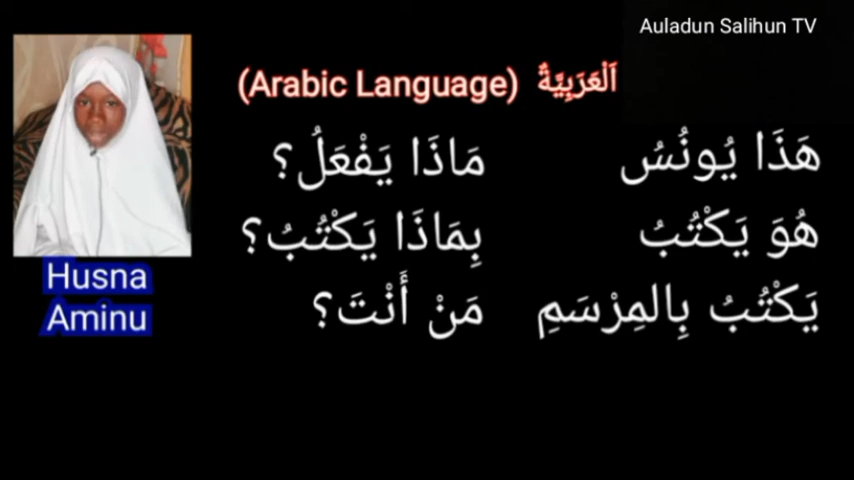 Auladun Salihun TV
(Arabic Language) اَلْعَرَبِيَّةُ
هَذَا يُونُسُ مَاذَا يَفْعَلُ؟
هُوَ يَكْتُبُ بِمَاذَا يَكْتُبُ؟
يَكْتُبُ بِالمِرْسَمِ مَنْ أَنْتَ؟
Husna
Aminu